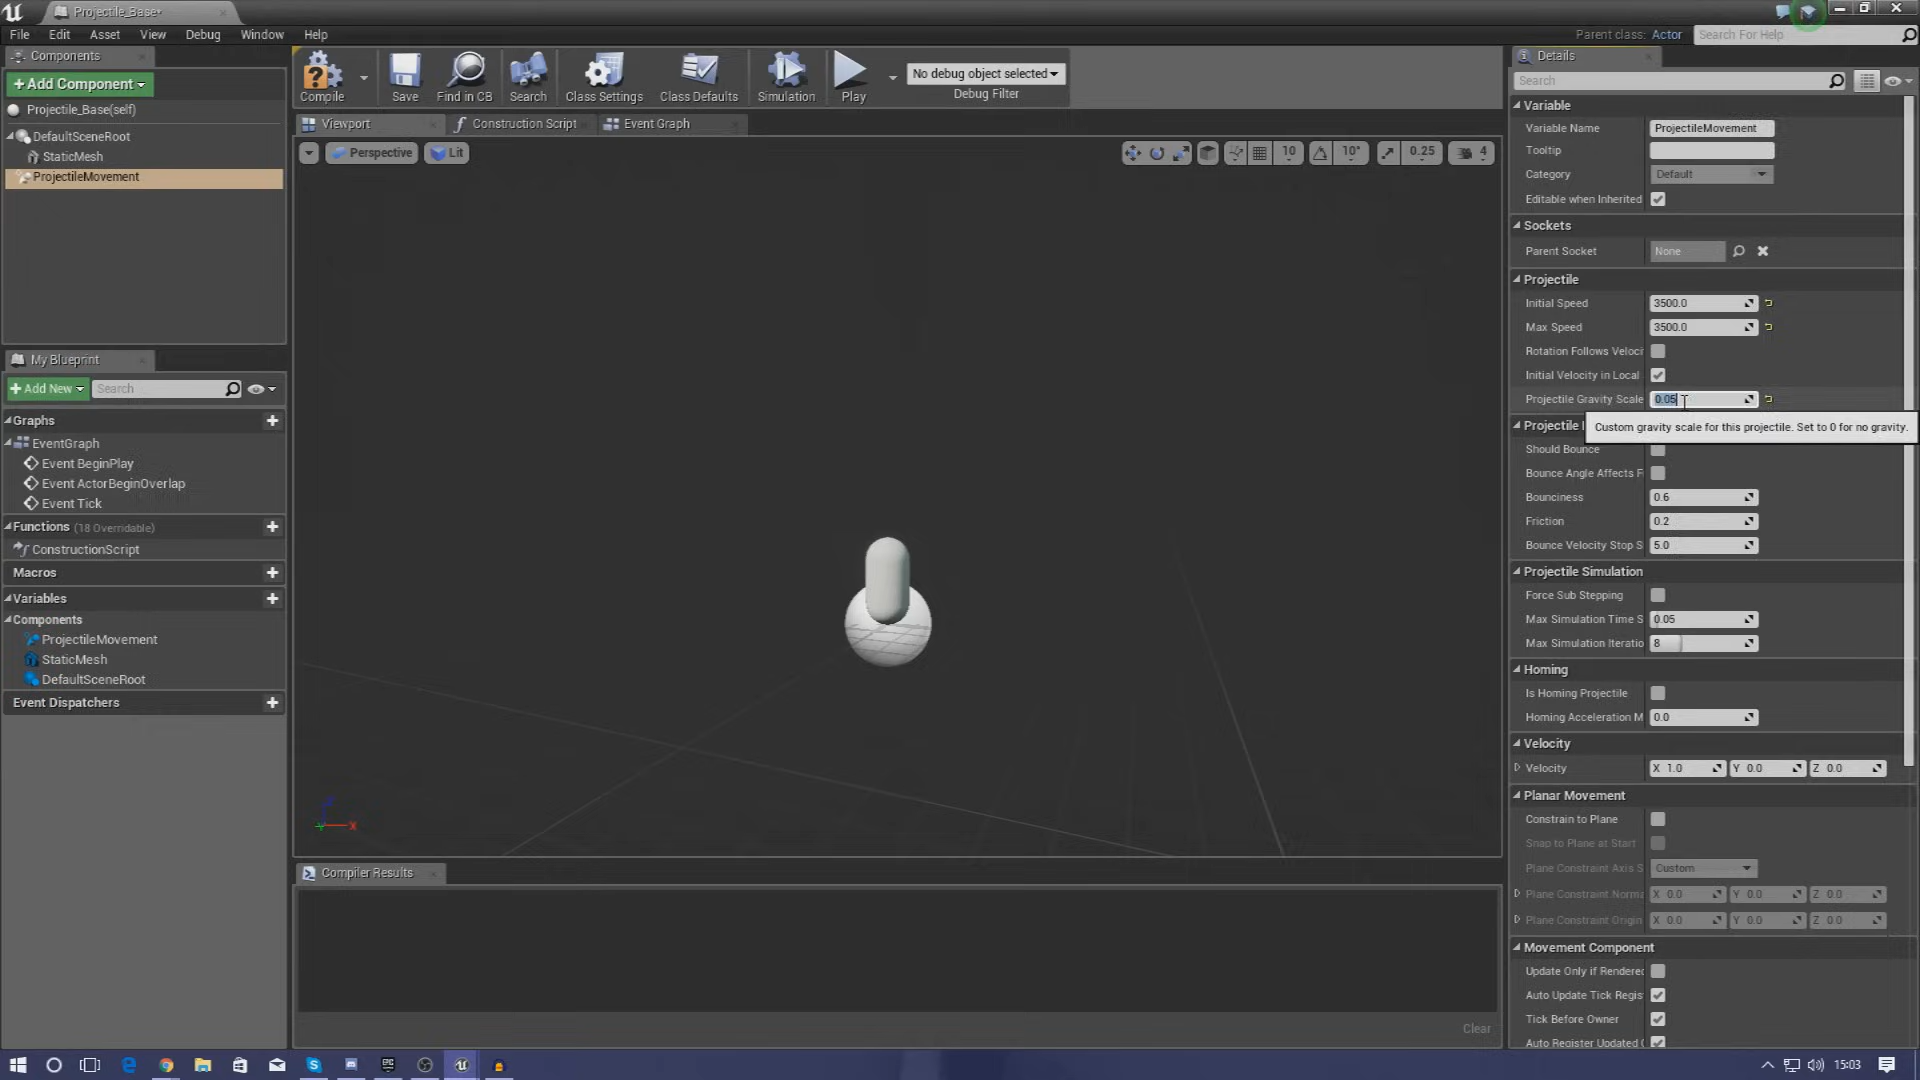 Projectile_Base*
File Edit Asset View Debug Window Help
Parent class: Actor
Search For Help
Components
+ Add Component
Projectile_Base(self)
DefaultSceneRoot
StaticMesh
ProjectileMovement
My Blueprint
+ Add New
Search
Graphs
EventGraph
Event BeginPlay
Event ActorBeginOverlap
Event Tick
Functions (18 Overridable)
ConstructionScript
Macros
Variables
Components
ProjectileMovement
StaticMesh
DefaultSceneRoot
Event Dispatchers
Compile Save Find in CB Search Class Settings Class Defaults Simulation Play
No debug object selected
Debug Filter
Viewport Construction Script Event Graph
Perspective Lit
10 10° 0.25 4
Z
Y
X
Compiler Results
Clear
Details
Search
Variable
Variable Name ProjectileMovement
Tooltip
Category Default
Editable when Inherited
Sockets
Parent Socket None
Projectile
Initial Speed 3500.0
Max Speed 3500.0
Rotation Follows Veloci
Initial Velocity in Local
Projectile Gravity Scale 0.05
Custom gravity scale for this projectile. Set to 0 for no gravity.
Projectile
Should Bounce
Bounce Angle Affects F
Bounciness 0.6
Friction 0.2
Bounce Velocity Stop S 5.0
Projectile Simulation
Force Sub Stepping
Max Simulation Time S 0.05
Max Simulation Iteratio 8
Homing
Is Homing Projectile
Homing Acceleration M 0.0
Velocity
Velocity X 1.0 Y 0.0 Z 0.0
Planar Movement
Constrain to Plane
Snap to Plane at Start
Plane Constraint Axis S Custom
Plane Constraint Norma X 0.0 Y 0.0 Z 0.0
Plane Constraint Origin X 0.0 Y 0.0 Z 0.0
Movement Component
Update Only if Rendered
Auto Update Tick Regis
Tick Before Owner
Auto Register Updated C
15:03